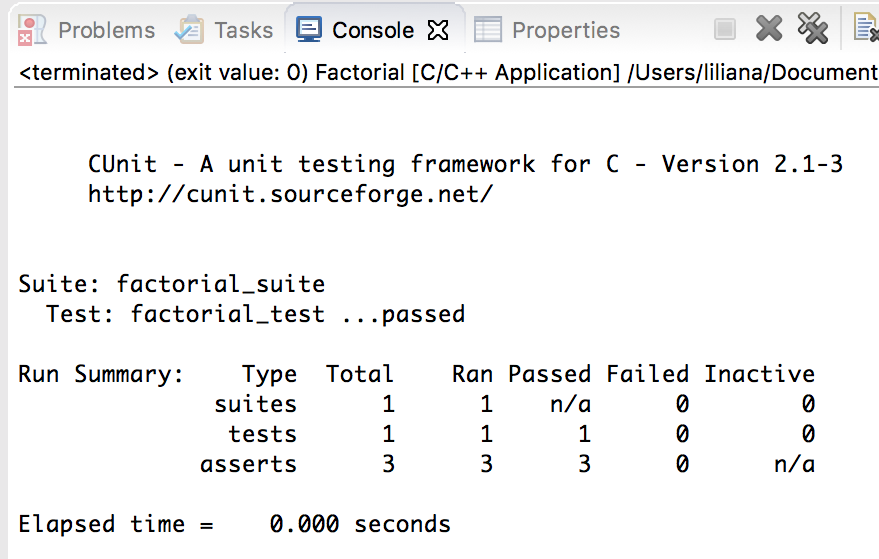 Problems Tasks Console Properties
<terminated> (exit value: 0) Factorial [C/C++ Application] /Users/liliana/Document
CUnit - A unit testing framework for C - Version 2.1-3
http://cunit.sourceforge.net/
Suite: factorial_suite
Test: factorial_test ...passed
Run Summary: Type Total Ran Passed Failed Inactive
suites 1 1 n/a 0 0
tests 1 1 1 0 0
asserts 3 3 3 0 n/a
Elapsed time = 0.000 seconds